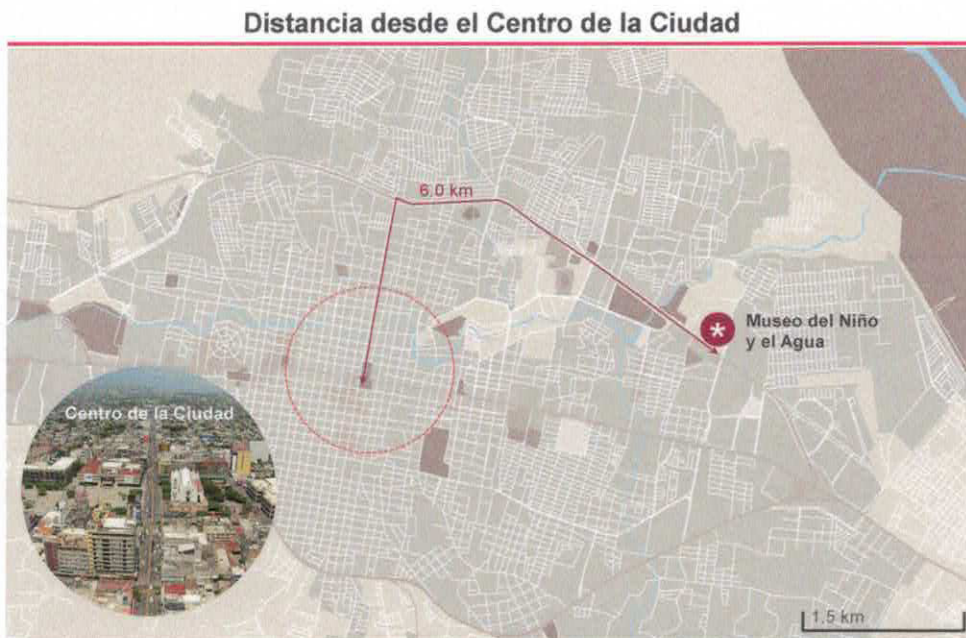 Distancia desde el Centro de la Ciudad
6.0 km
Museo del Niño
y el Agua
Centro de la Ciudad
1.5 km